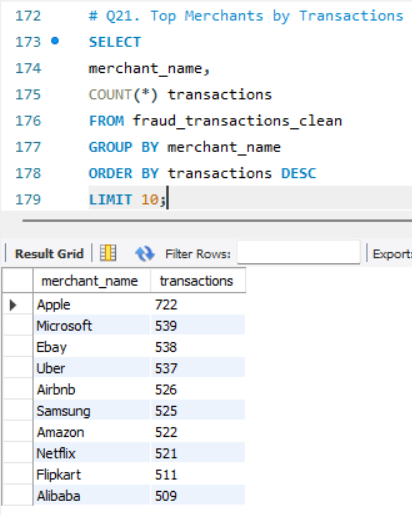 172 # Q21. Top Merchants by Transactions
173 SELECT
174 merchant_name,
175 COUNT(*) transactions
176 FROM fraud_transactions_clean
177 GROUP BY merchant_name
178 ORDER BY transactions DESC
179 LIMIT 10;
Result Grid Filter Rows: Export:
merchant_name transactions
Apple 722
Microsoft 539
Ebay 538
Uber 537
Airbnb 526
Samsung 525
Amazon 522
Netflix 521
Flipkart 511
Alibaba 509